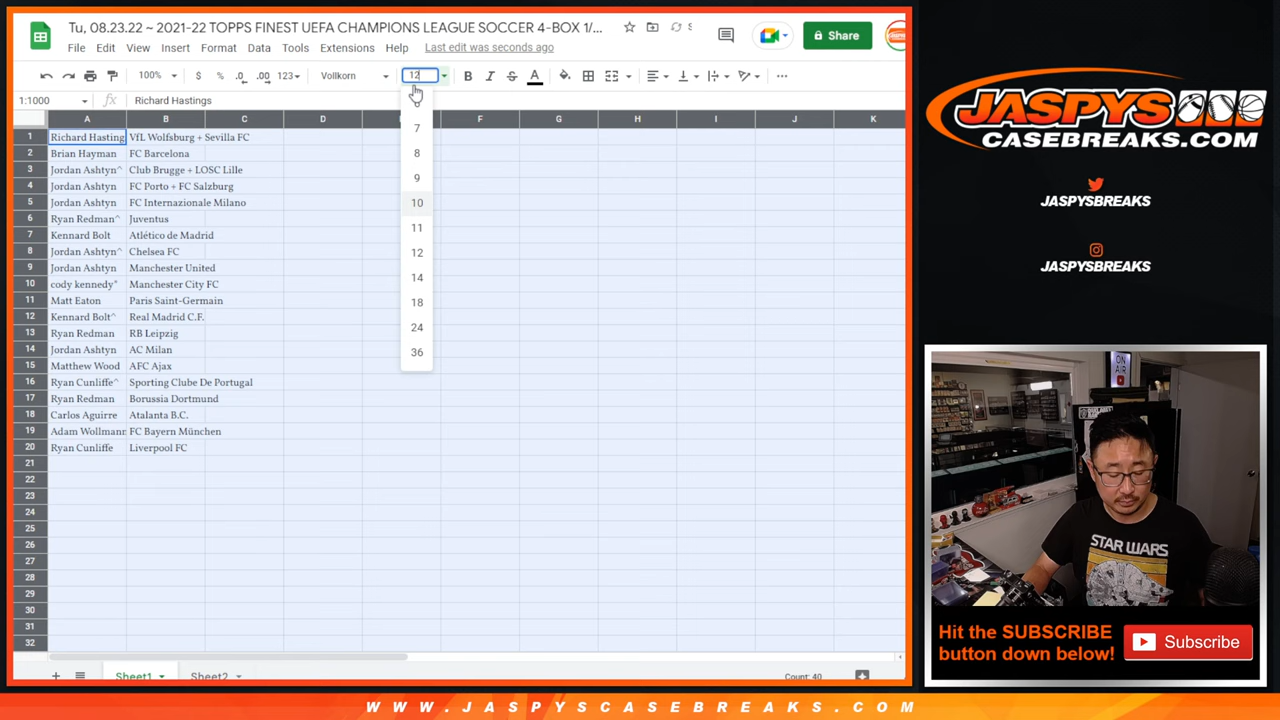 Tu, 08.23.22 ~ 2021-22 TOPPS FINEST UEFA CHAMPIONS LEAGUE SOCCER 4-BOX 1/...
File Edit View Insert Format Data Tools Extensions Help Last edit was seconds ago
Share
100% $ % .0 .00 123 Vollkorn 12 B I S A
1:1000 fx Richard Hastings
A B C D E F G H I J K
1 Richard Hasting VfL Wolfsburg + Sevilla FC
2 Brian Hayman FC Barcelona
3 Jordan Ashtyn^ Club Brugge + LOSC Lille
4 Jordan Ashtyn FC Porto + FC Salzburg
5 Jordan Ashtyn FC Internazionale Milano
6 Ryan Redman^ Juventus
7 Kennard Bolt Atlético de Madrid
8 Jordan Ashtyn^ Chelsea FC
9 Jordan Ashtyn Manchester United
10 cody kennedy* Manchester City FC
11 Matt Eaton Paris Saint-Germain
12 Kennard Bolt^ Real Madrid C.F.
13 Ryan Redman RB Leipzig
14 Jordan Ashtyn AC Milan
15 Matthew Wood AFC Ajax
16 Ryan Cunliffe^ Sporting Clube De Portugal
17 Ryan Redman Borussia Dortmund
18 Carlos Aguirre Atalanta B.C.
19 Adam Wollmann FC Bayern München
20 Ryan Cunliffe Liverpool FC
21
22
23
24
25
26
27
28
29
30
31
32
7
8
9
10
11
12
14
18
24
36
Sheet1 Sheet2 Count: 40
JASPYS
CASEBREAKS.COM
JASPYSBREAKS
JASPYSBREAKS
ON AIR
STAR WARS
Hit the SUBSCRIBE
button down below!
Subscribe
WWW.JASPYSCASEBREAKS.COM